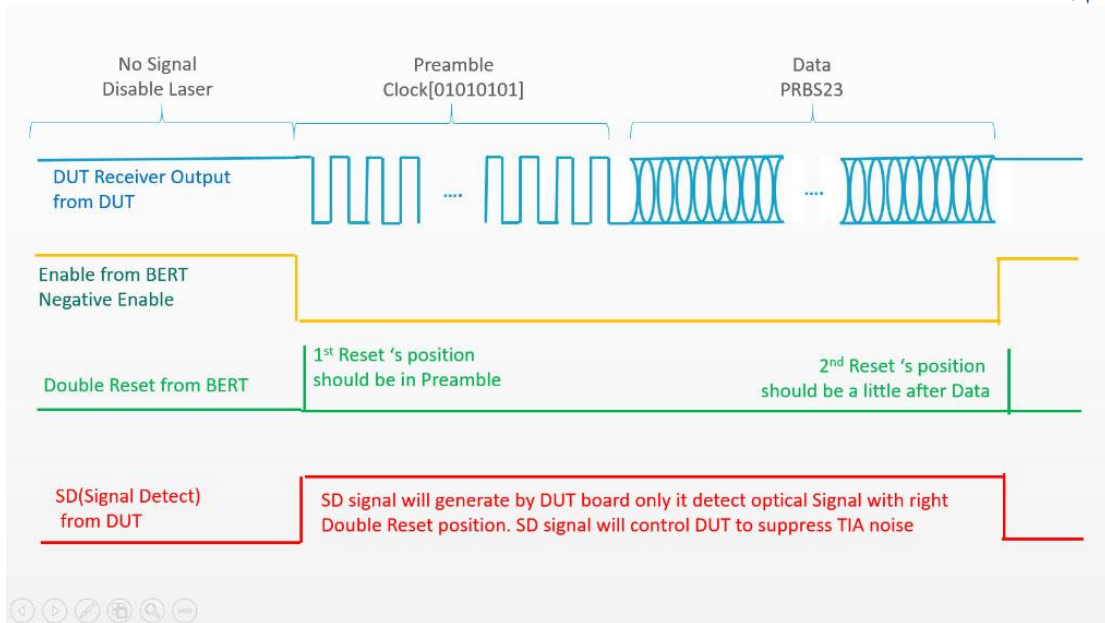 No Signal
Disable Laser
Preamble
Clock[01010101]
Data
PRBS23
DUT Receiver Output
from DUT
....
....
Enable from BERT
Negative Enable
Double Reset from BERT
1st Reset ‘s position
should be in Preamble
2nd Reset ‘s position
should be a little after Data
SD(Signal Detect)
from DUT
SD signal will generate by DUT board only it detect optical Signal with right
Double Reset position. SD signal will control DUT to suppress TIA noise